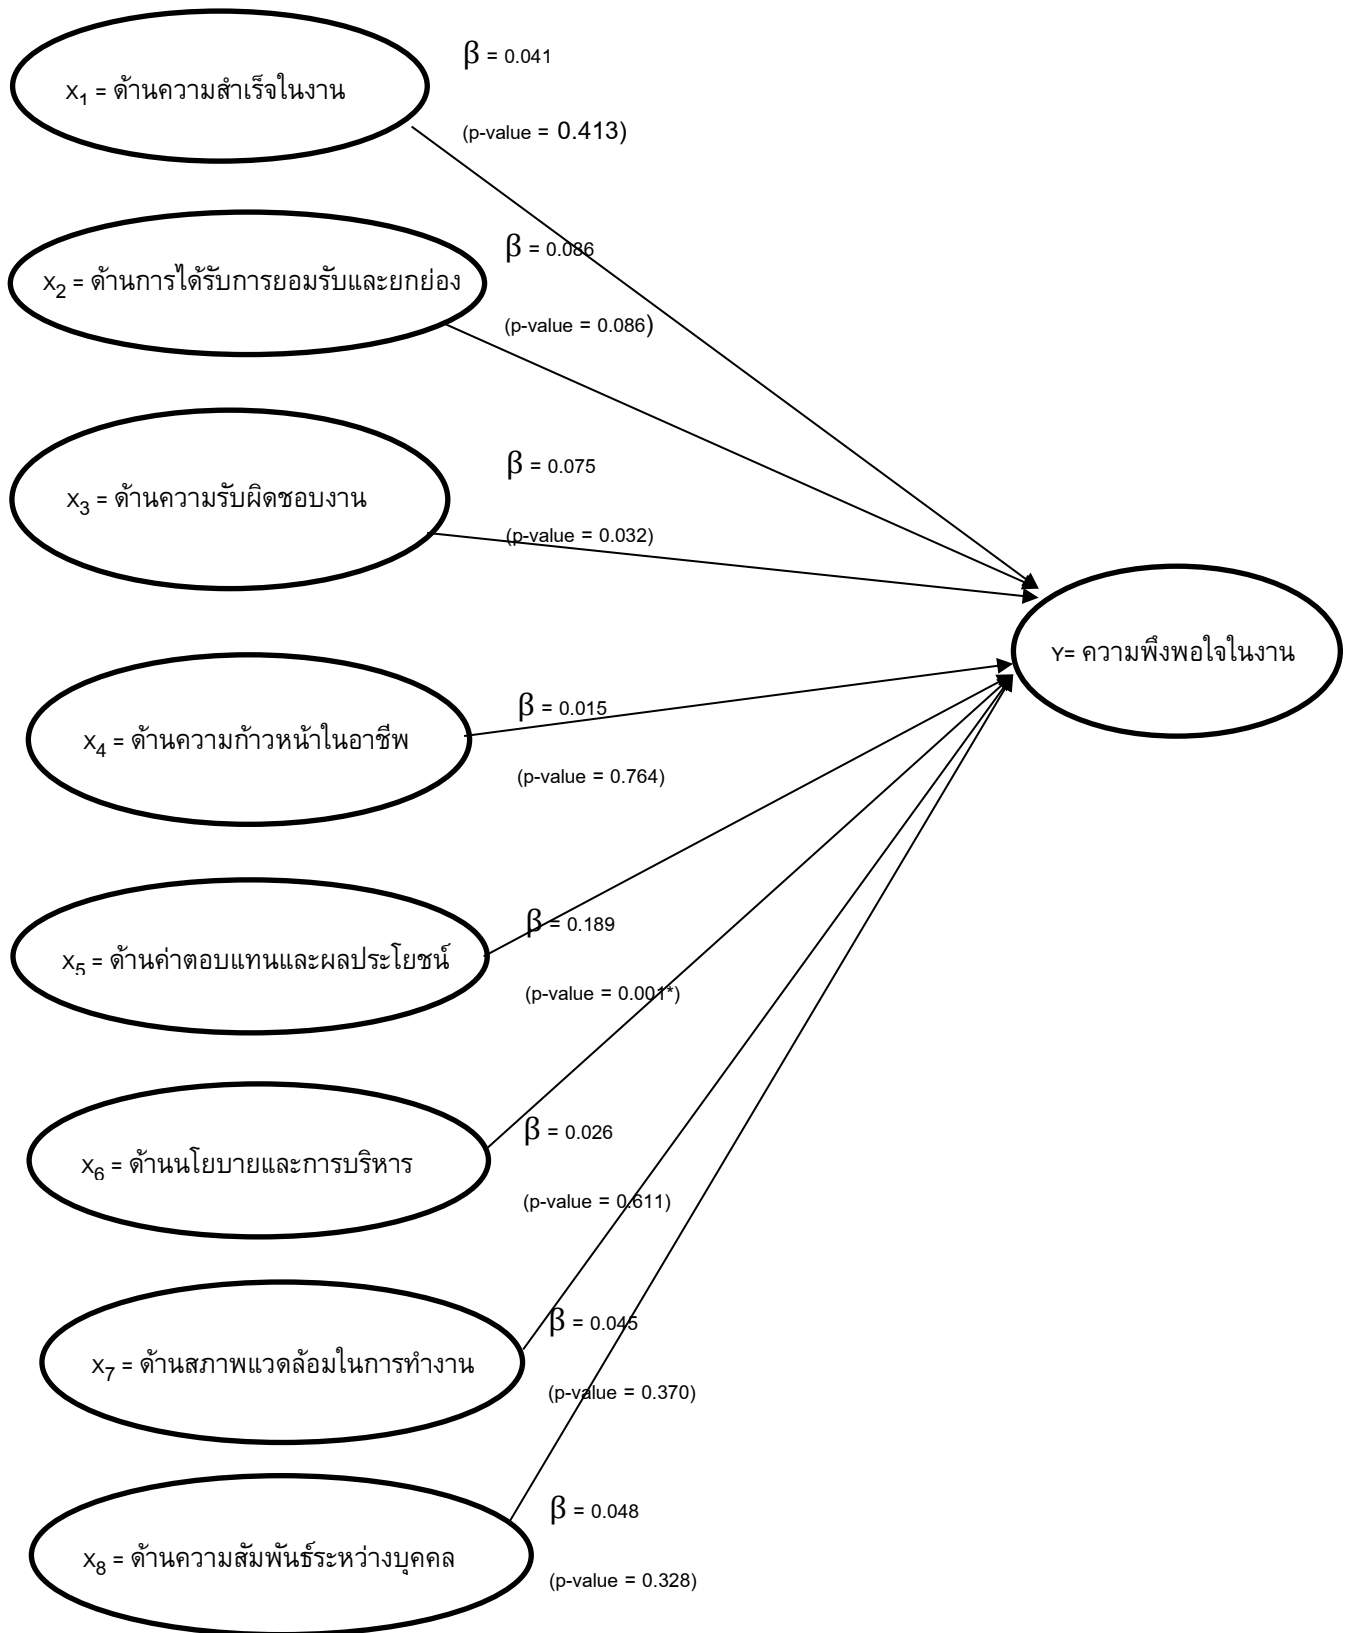 β = 0.041
X1 = ด้านความสำเร็จในงาน
(p-value = 0.413)
β = 0.086
X2 = ด้านการได้รับการยอมรับและยกย่อง
(p-value = 0.086)
β = 0.075
X3 = ด้านความรับผิดชอบงาน
(p-value = 0.032)
Y= ความพึงพอใจในงาน
β = 0.015
X4 = ด้านความก้าวหน้าในอาชีพ
(p-value = 0.764)
β = 0.189
X5 = ด้านค่าตอบแทนและผลประโยชน์
(p-value = 0.001*)
β = 0.026
X6 = ด้านนโยบายและการบริหาร
(p-value = 0.611)
β = 0.045
X7 = ด้านสภาพแวดล้อมในการทำงาน
(p-value = 0.370)
β = 0.048
X8 = ด้านความสัมพันธ์ระหว่างบุคคล
(p-value = 0.328)